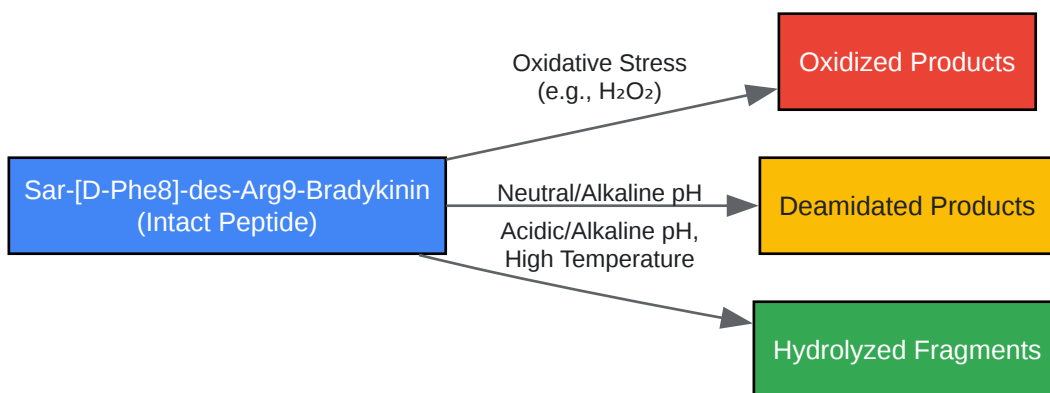 Sar-[D-Phe8]-des-Arg9-Bradykinin
(Intact Peptide)
Oxidative Stress
(e.g., H₂O₂)
Oxidized Products
Neutral/Alkaline pH
Deamidated Products
Acidic/Alkaline pH,
High Temperature
Hydrolyzed Fragments